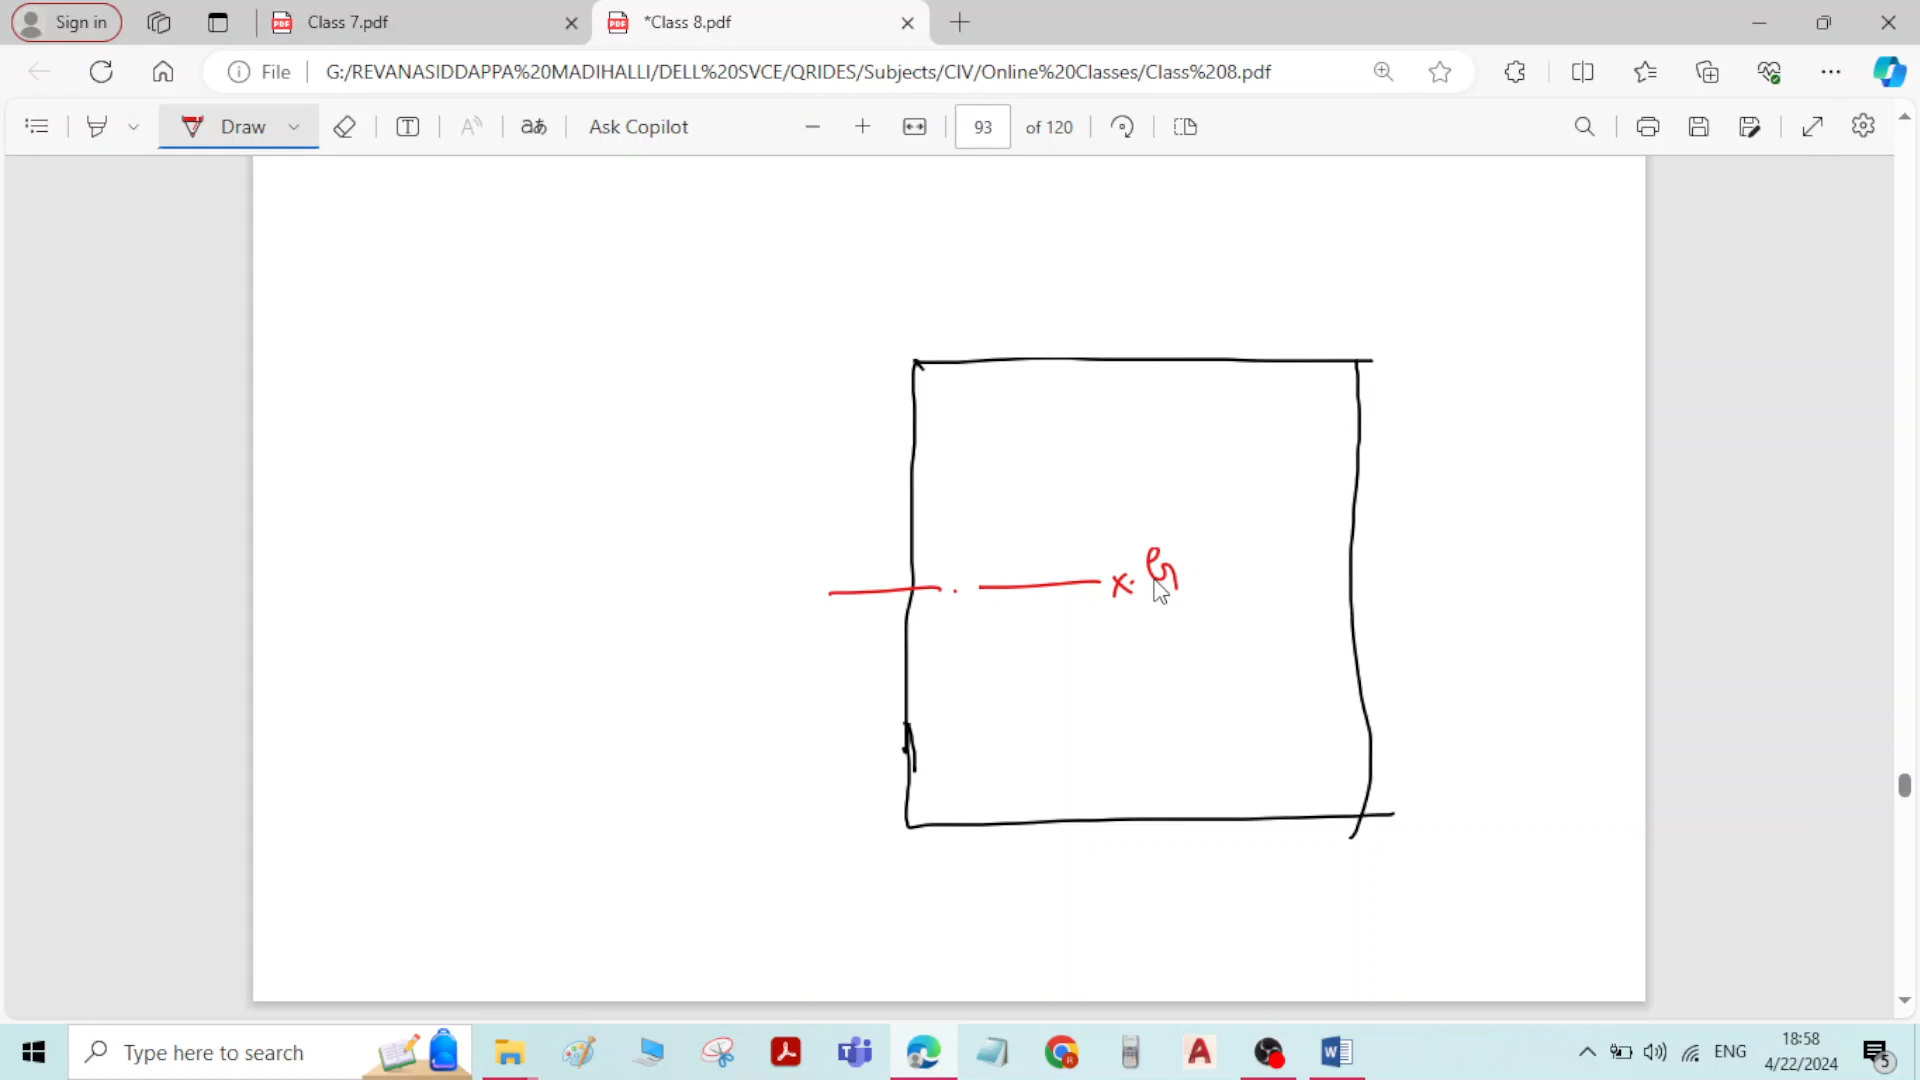 Sign in
Class 7.pdf
*Class 8.pdf
File
G:/REVANASIDDAPPA%20MADIHALLI/DELL%20SVCE/QRIDES/Subjects/CIV/Online%20Classes/Class%208.pdf
Draw
Ask Copilot
93
of 120
x. G
Type here to search
ENG
18:58
4/22/2024
5